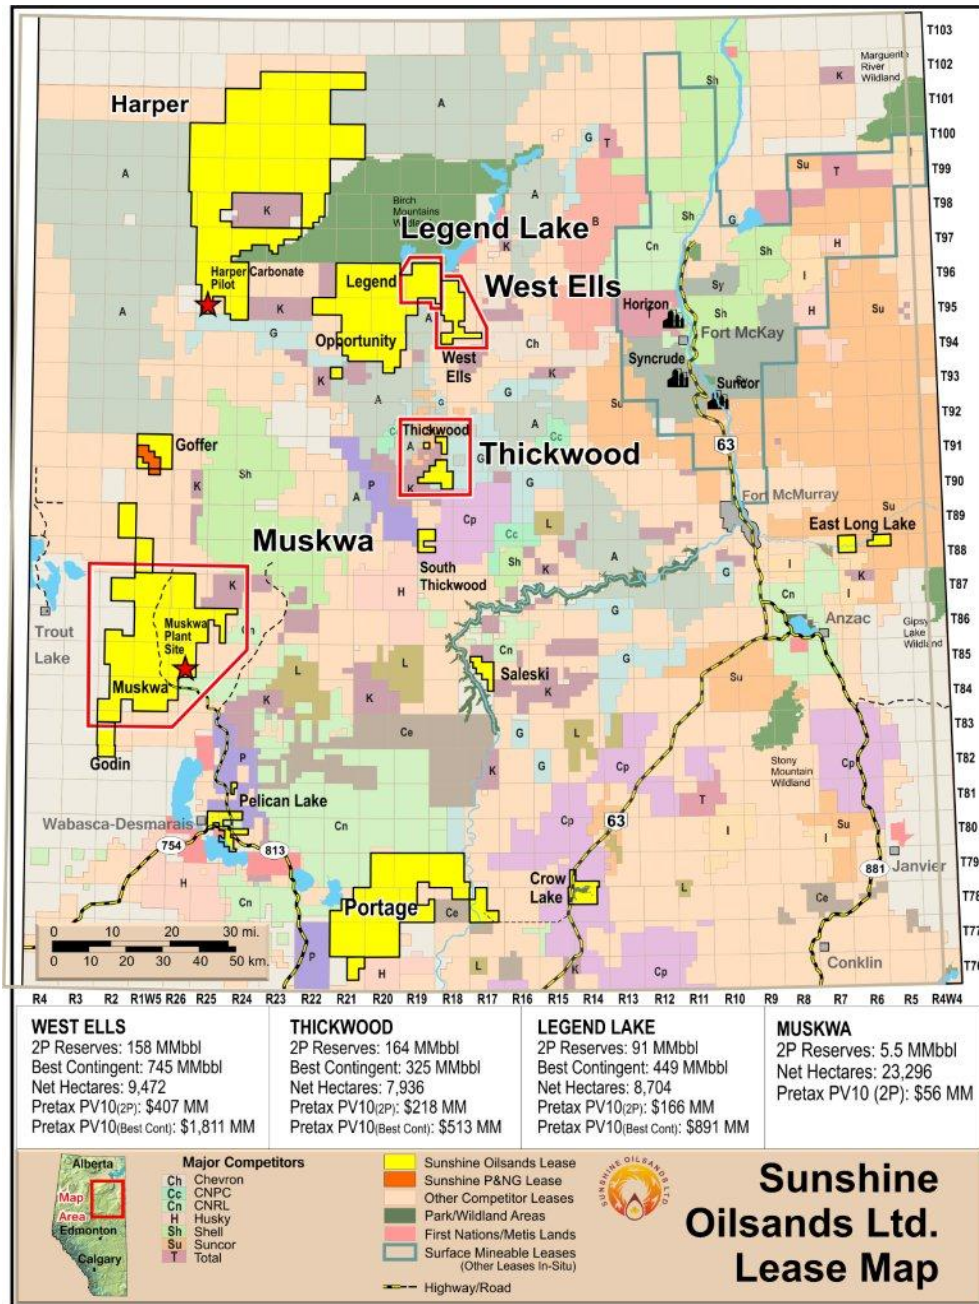 T103
T102
T101
T100
T99
T98
T97
T96
T95
T94
T93
T92
T91
T90
T89
T88
T87
T86
T85
T84
T83
T82
T81
T80
T79
T78
T77
T76
Marguerite
River
Wildland
Harper
Birch
Mountains
Legend Lake
Harper Carbonate
Pilot
Legend
West Ells
Opportunity
West
Ells
Horizon
Fort McKay
Syncrude
Suncor
Thickwood
Thickwood
63
Goffer
Fort McMurray
East Long Lake
Muskwa
South
Thickwood
Trout
Lake
Muskwa
Plant
Site
Muskwa
Anzac
Gipsy
Lake
Wildland
Saleski
Godin
Stony
Mountain
Wildland
Pelican Lake
Wabasca-Desmarais
754
813
63
881
Janvier
Crow
Lake
Portage
Conklin
0 10 20 30 mi.
0 10 20 30 40 50 km.
R4 R3 R2 R1W5 R26 R25 R24 R23 R22 R21 R20 R19 R18 R17 R16 R15 R14 R13 R12 R11 R10 R9 R8 R7 R6 R5 R4W4
WEST ELLS
2P Reserves: 158 MMbbl
Best Contingent: 745 MMbbl
Net Hectares: 9,472
Pretax PV10(2P): $407 MM
Pretax PV10(Best Cont): $1,811 MM
THICKWOOD
2P Reserves: 164 MMbbl
Best Contingent: 325 MMbbl
Net Hectares: 7,936
Pretax PV10(2P): $218 MM
Pretax PV10(Best Cont): $513 MM
LEGEND LAKE
2P Reserves: 91 MMbbl
Best Contingent: 449 MMbbl
Net Hectares: 8,704
Pretax PV10(2P): $166 MM
Pretax PV10(Best Cont): $891 MM
MUSKWA
2P Reserves: 5.5 MMbbl
Net Hectares: 23,296
Pretax PV10 (2P): $56 MM
Alberta
Map
Area
Edmonton
Calgary
Major Competitors
Ch Chevron
Cc CNPC
Cn CNRL
H Husky
Sh Shell
Su Suncor
T Total
Sunshine Oilsands Lease
Sunshine P&NG Lease
Other Competitor Leases
Park/Wildland Areas
First Nations/Metis Lands
Surface Mineable Leases
(Other Leases In-Situ)
Highway/Road
SUNSHINE OILSANDS LTD
Sunshine
Oilsands Ltd.
Lease Map